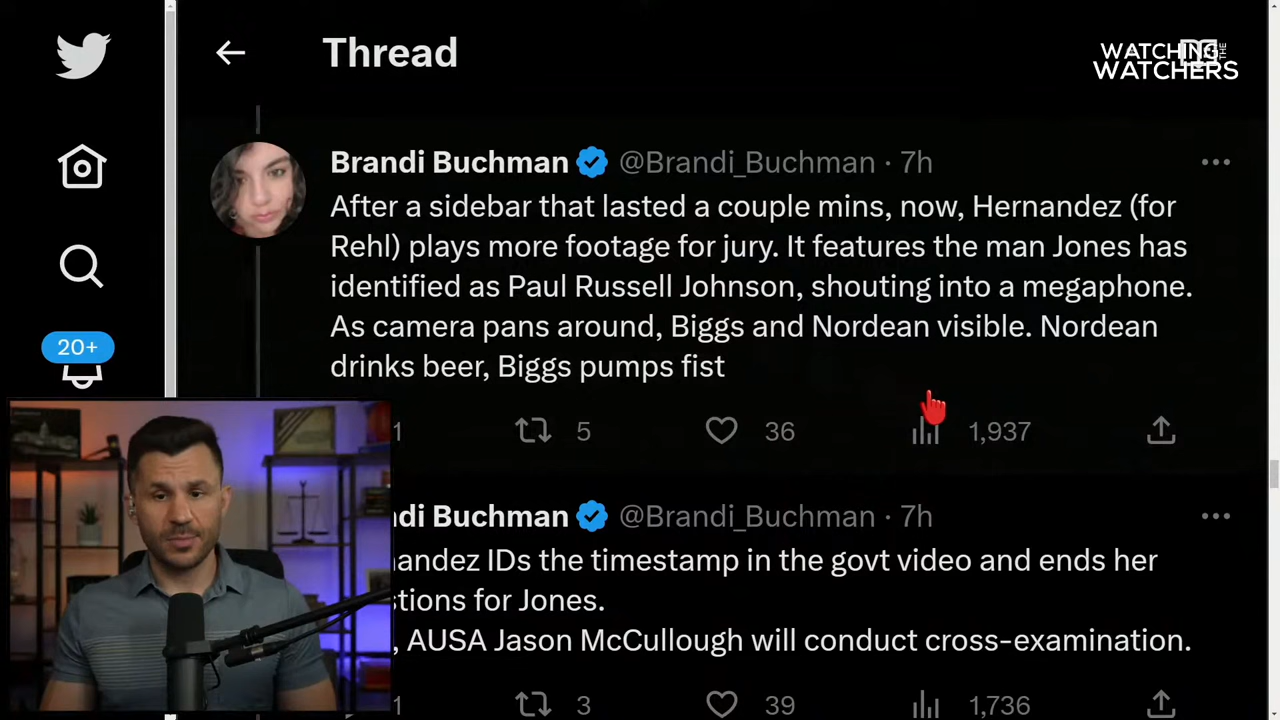 WATCHING THE
WATCHERS
Thread
Brandi Buchman @Brandi_Buchman · 7h
After a sidebar that lasted a couple mins, now, Hernandez (for
Rehl) plays more footage for jury. It features the man Jones has
identified as Paul Russell Johnson, shouting into a megaphone.
As camera pans around, Biggs and Nordean visible. Nordean
drinks beer, Biggs pumps fist
20+
1 5 36 1,937
ndi Buchman @Brandi_Buchman · 7h
andez IDs the timestamp in the govt video and ends her
stions for Jones.
, AUSA Jason McCullough will conduct cross-examination.
1 3 39 1,736